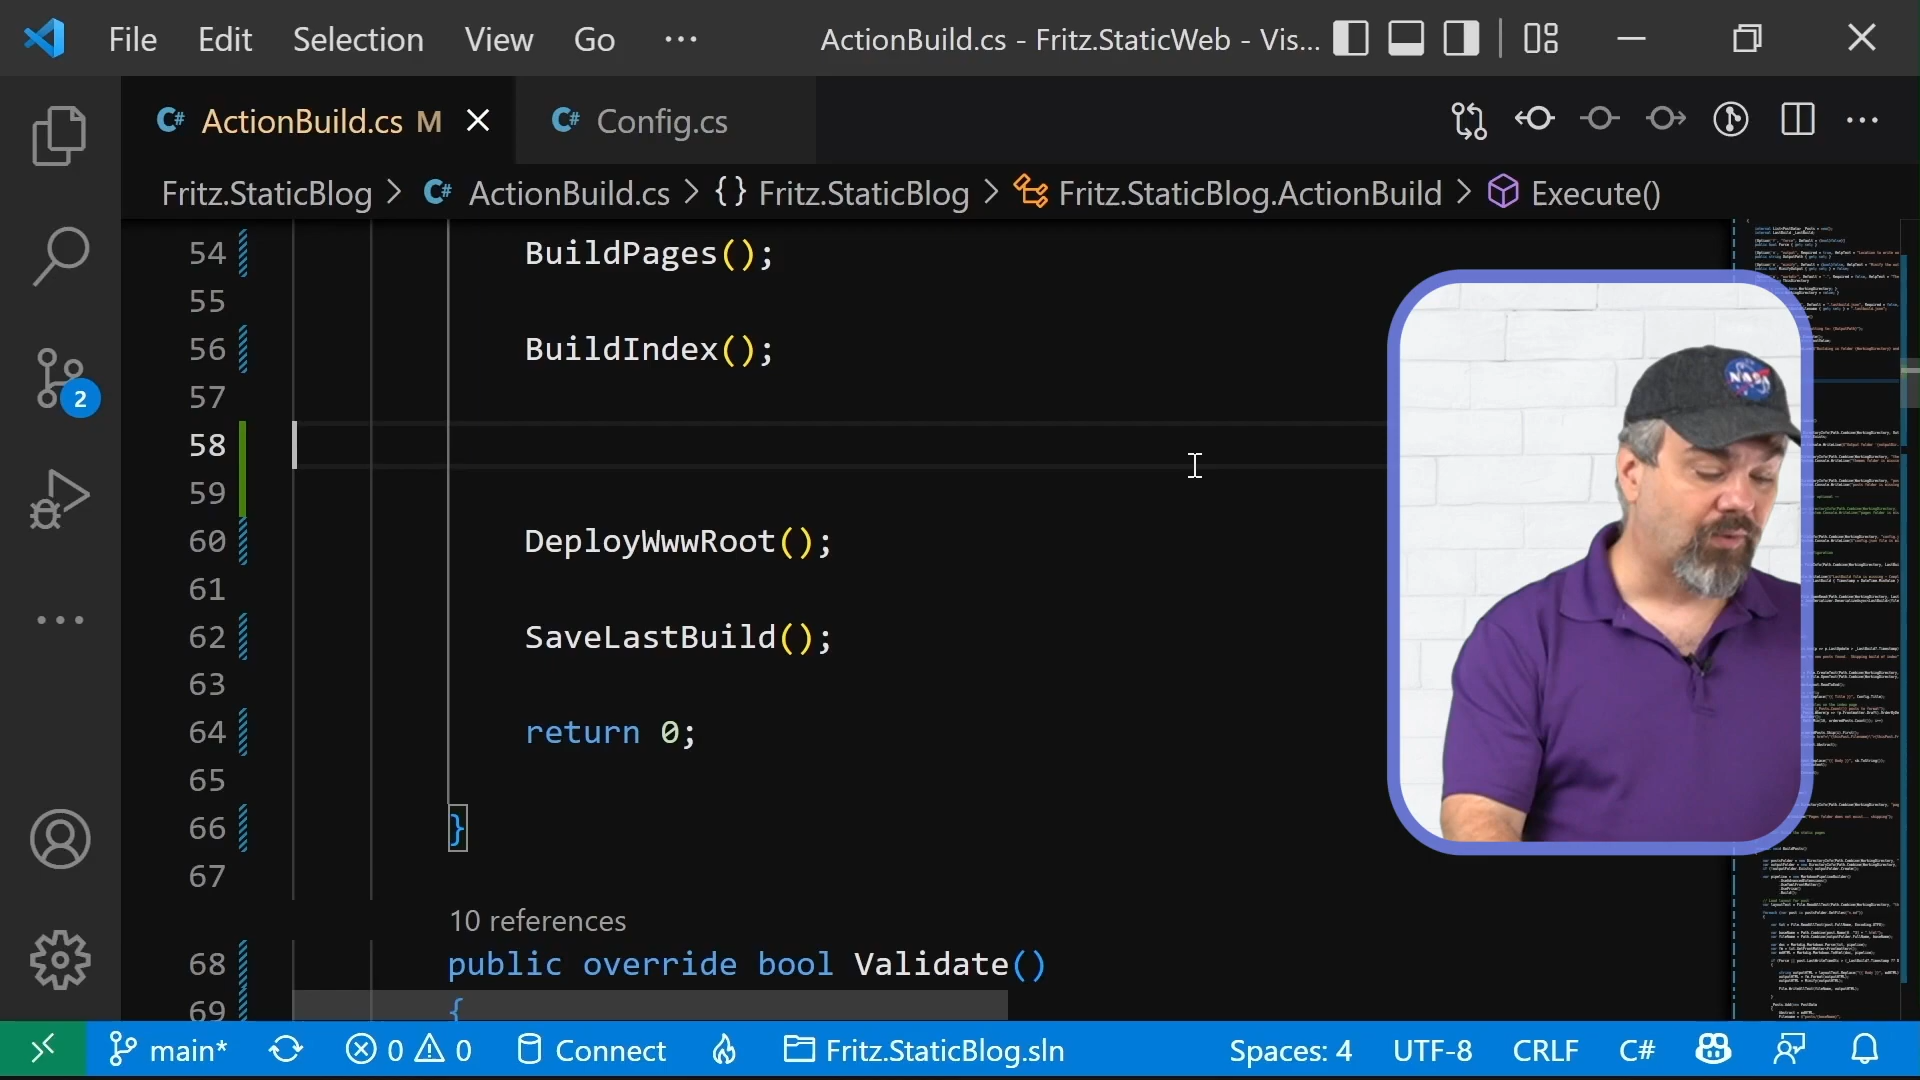 File Edit Selection View Go ··· ActionBuild.cs - Fritz.StaticWeb - Vis...
C# ActionBuild.cs M C# Config.cs
Fritz.StaticBlog > C# ActionBuild.cs > {} Fritz.StaticBlog > Fritz.StaticBlog.ActionBuild > Execute()
54 BuildPages();
55
56 BuildIndex();
57
58
59
60 DeployWwwRoot();
61
62 SaveLastBuild();
63
64 return 0;
65
66 }
67
10 references
68 public override bool Validate()
69 {
2
NASA
main* 0 0 Connect Fritz.StaticBlog.sln Spaces: 4 UTF-8 CRLF C#